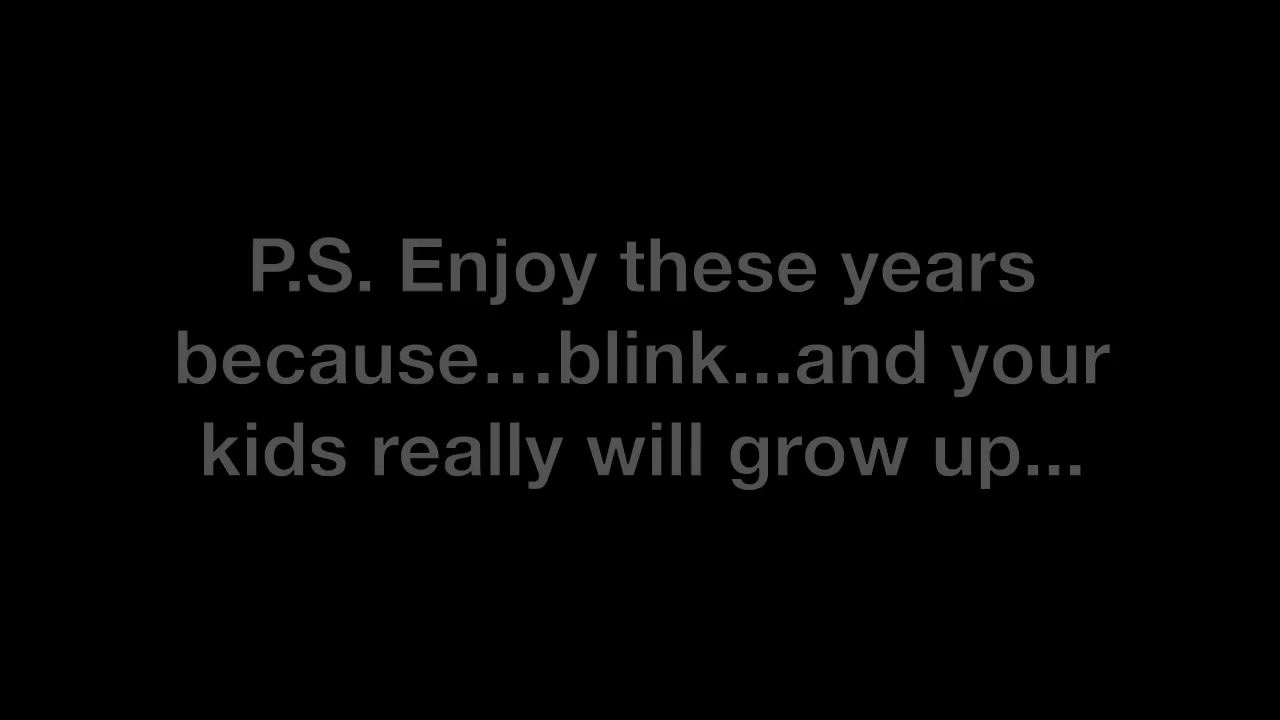 P.S. Enjoy these years
because…blink...and your
kids really will grow up...